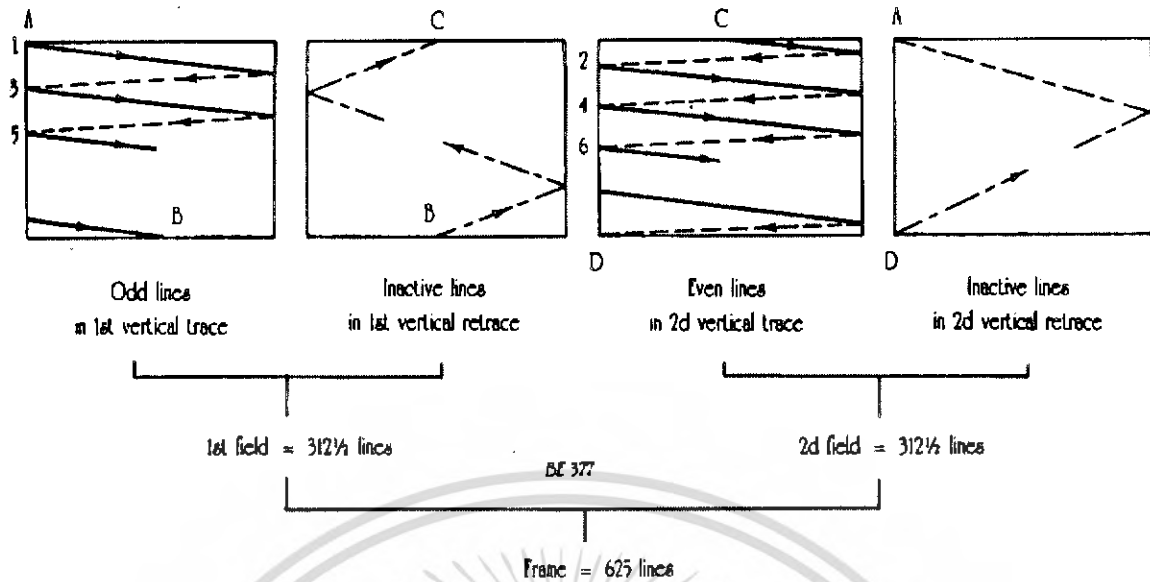 A
C
C
A
1
3
5
B
B
2
4
6
D
D
Odd lines
in 1st vertical trace
Inactive lines
in 1st vertical retrace
Even lines
in 2d vertical trace
Inactive lines
in 2d vertical retrace
1st field = 312½ lines
2d field = 312½ lines
BE 377
Frame = 625 lines